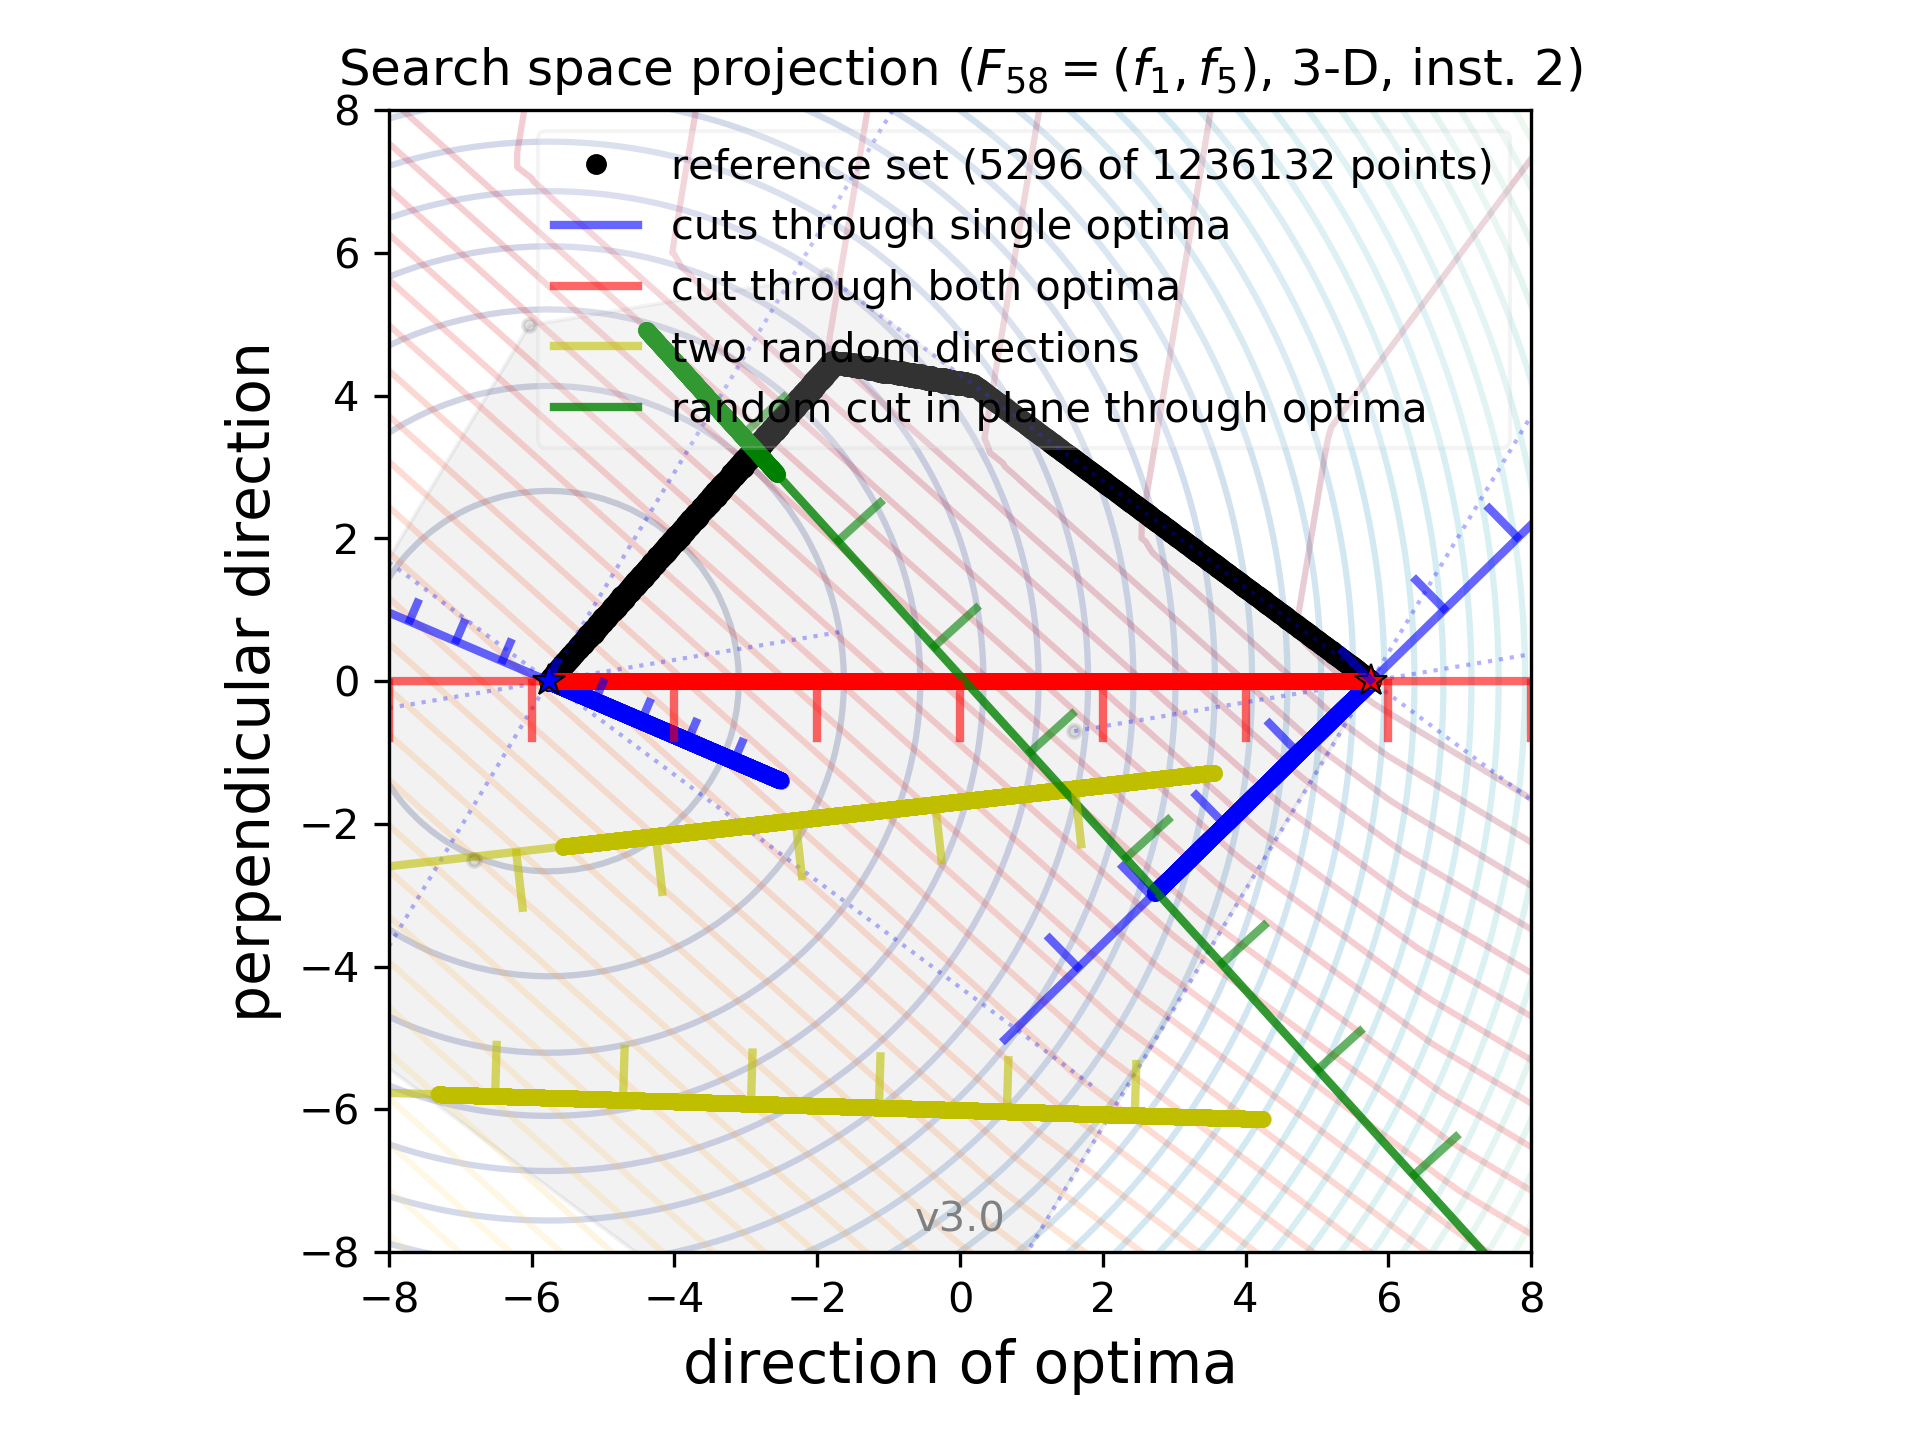 Search space projection (F₅₈ = (f₁, f₅), 3-D, inst. 2)
reference set (5296 of 1236132 points)
cuts through single optima
cut through both optima
two random directions
random cut in plane through optima
perpendicular direction
8
6
4
2
0
−2
−4
−6
−8
v3.0
−8 −6 −4 −2 0 2 4 6 8
direction of optima